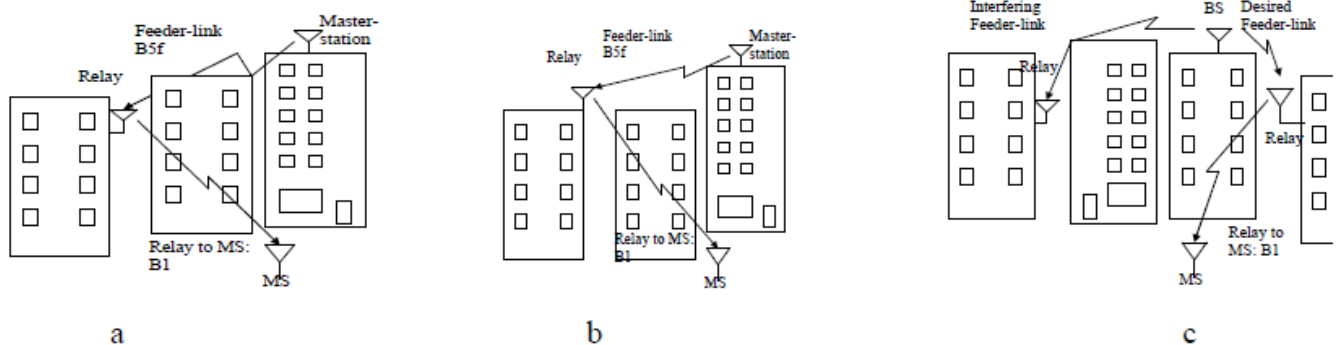 Feeder-link
B5f
Master-
station
Relay
Relay to MS:
B1
MS
a
Feeder-link
B5f
Master-
station
Relay
Relay to MS:
B1
MS
b
Interfering
Feeder-link
BS
Desired
Feeder-link
Relay
Relay
Relay to
MS: B1
MS
c